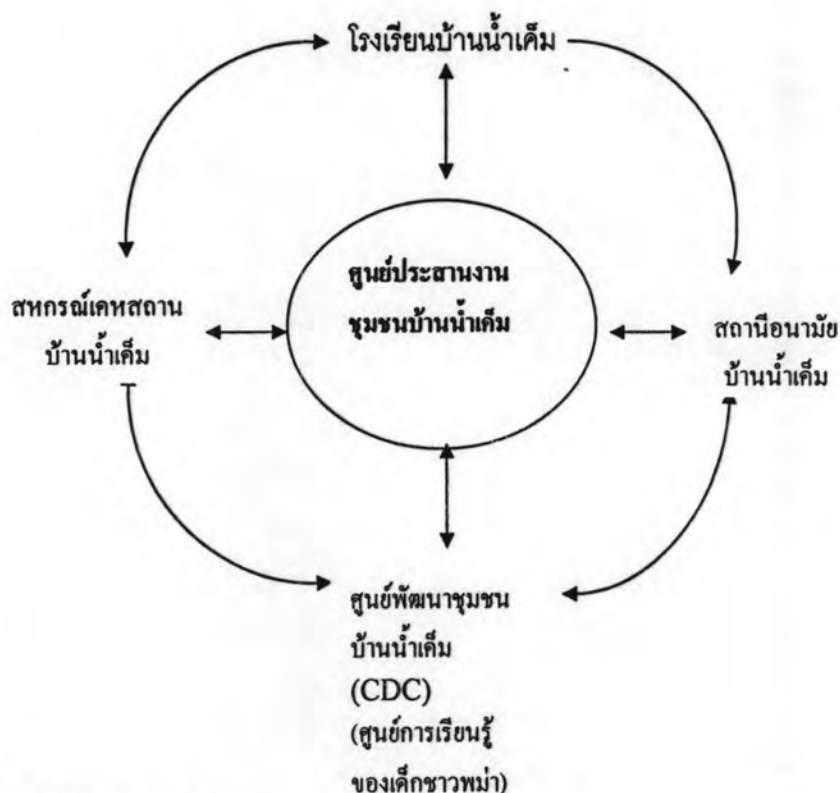 โรงเรียนบ้านน้ำเค็ม
ศูนย์ประสานงาน
ชุมชนบ้านน้ำเค็ม
สหกรณ์เคหสถาน
บ้านน้ำเค็ม
สถานีอนามัย
บ้านน้ำเค็ม
ศูนย์พัฒนาชุมชน
บ้านน้ำเค็ม
(CDC)
(ศูนย์การเรียนรู้
ของเด็กชาวพม่า)